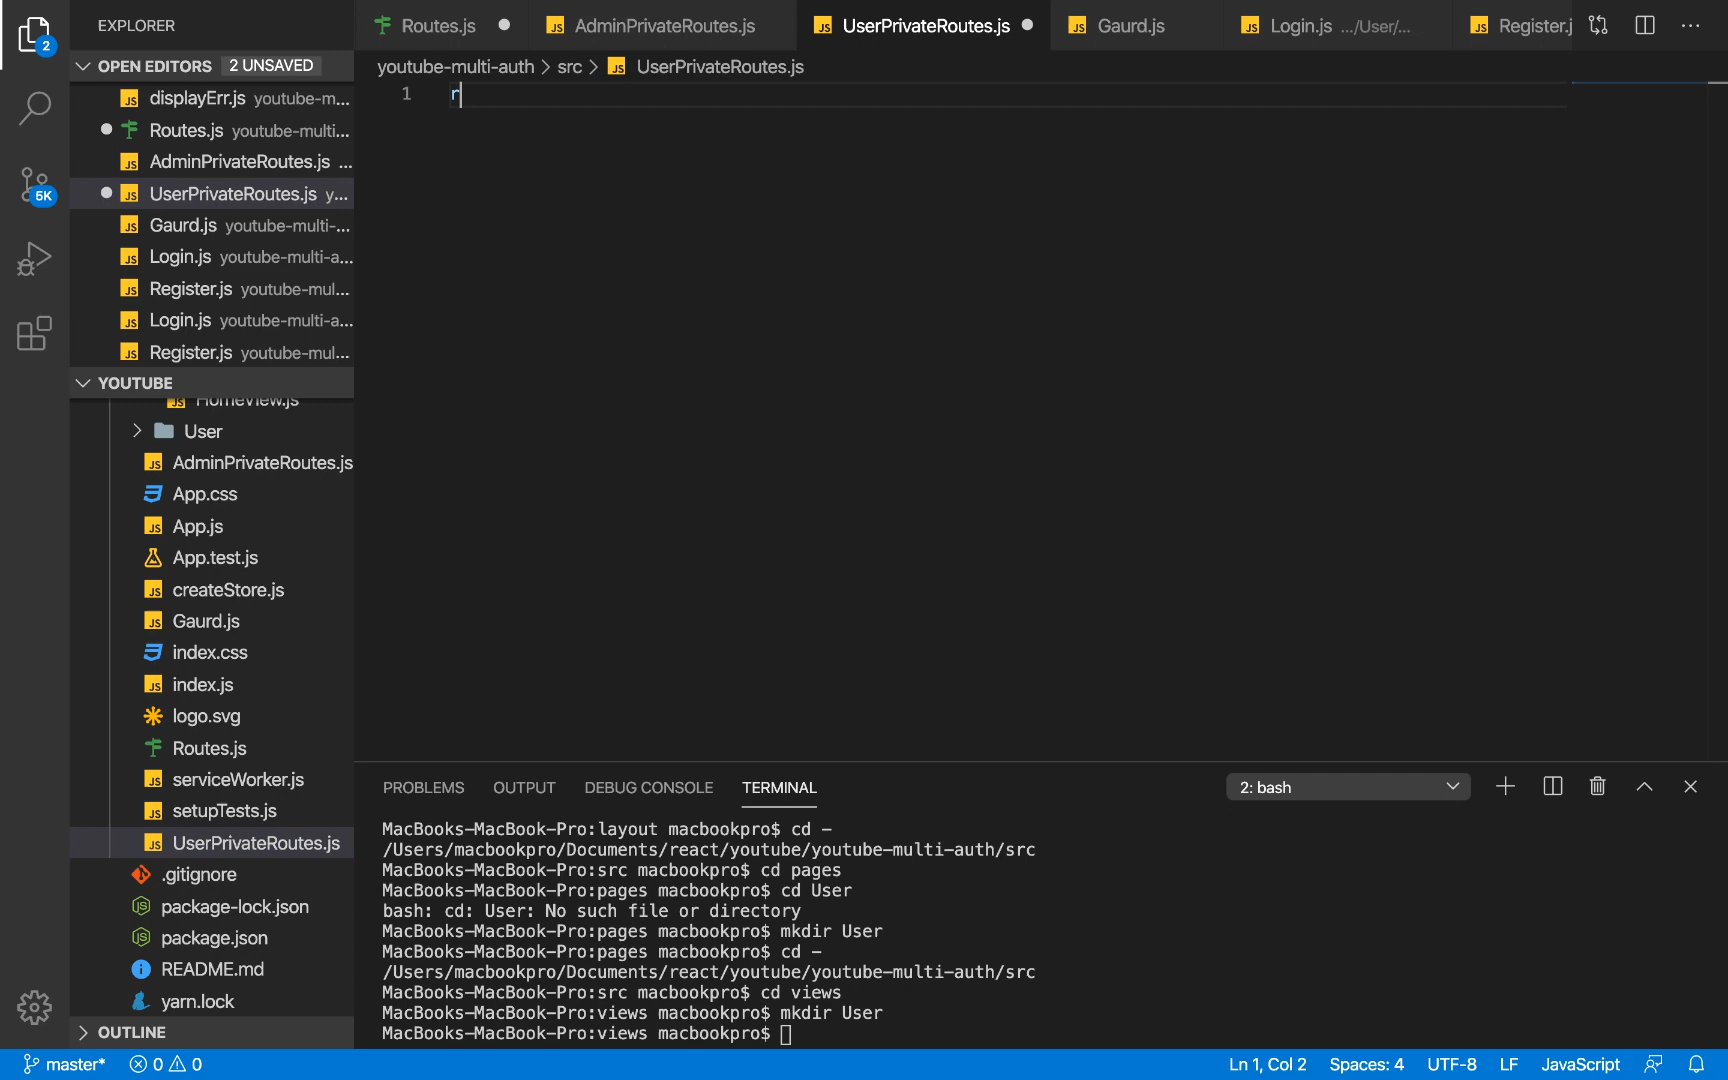 EXPLORER
OPEN EDITORS 2 UNSAVED
displayErr.js youtube-m...
Routes.js youtube-multi...
AdminPrivateRoutes.js ...
UserPrivateRoutes.js y...
Gaurd.js youtube-multi-...
Login.js youtube-multi-a...
Register.js youtube-mul...
Login.js youtube-multi-a...
Register.js youtube-mul...
YOUTUBE
HomeView.js
User
AdminPrivateRoutes.js
App.css
App.js
App.test.js
createStore.js
Gaurd.js
index.css
index.js
logo.svg
Routes.js
serviceWorker.js
setupTests.js
UserPrivateRoutes.js
.gitignore
package-lock.json
package.json
README.md
yarn.lock
OUTLINE
2
5K
Routes.js AdminPrivateRoutes.js UserPrivateRoutes.js Gaurd.js Login.js .../User/... Register.j
youtube-multi-auth > src > JS UserPrivateRoutes.js
1 r
PROBLEMS OUTPUT DEBUG CONSOLE TERMINAL 2: bash
MacBooks-MacBook-Pro:layout macbookpro$ cd -
/Users/macbookpro/Documents/react/youtube/youtube-multi-auth/src
MacBooks-MacBook-Pro:src macbookpro$ cd pages
MacBooks-MacBook-Pro:pages macbookpro$ cd User
bash: cd: User: No such file or directory
MacBooks-MacBook-Pro:pages macbookpro$ mkdir User
MacBooks-MacBook-Pro:pages macbookpro$ cd -
/Users/macbookpro/Documents/react/youtube/youtube-multi-auth/src
MacBooks-MacBook-Pro:src macbookpro$ cd views
MacBooks-MacBook-Pro:views macbookpro$ mkdir User
MacBooks-MacBook-Pro:views macbookpro$
master* 0 0 Ln 1, Col 2 Spaces: 4 UTF-8 LF JavaScript